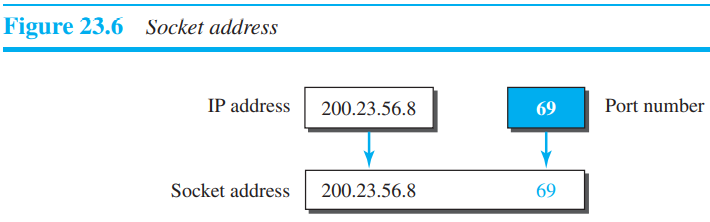 Figure 23.6 Socket address
IP address 200.23.56.8 69 Port number
Socket address 200.23.56.8 69